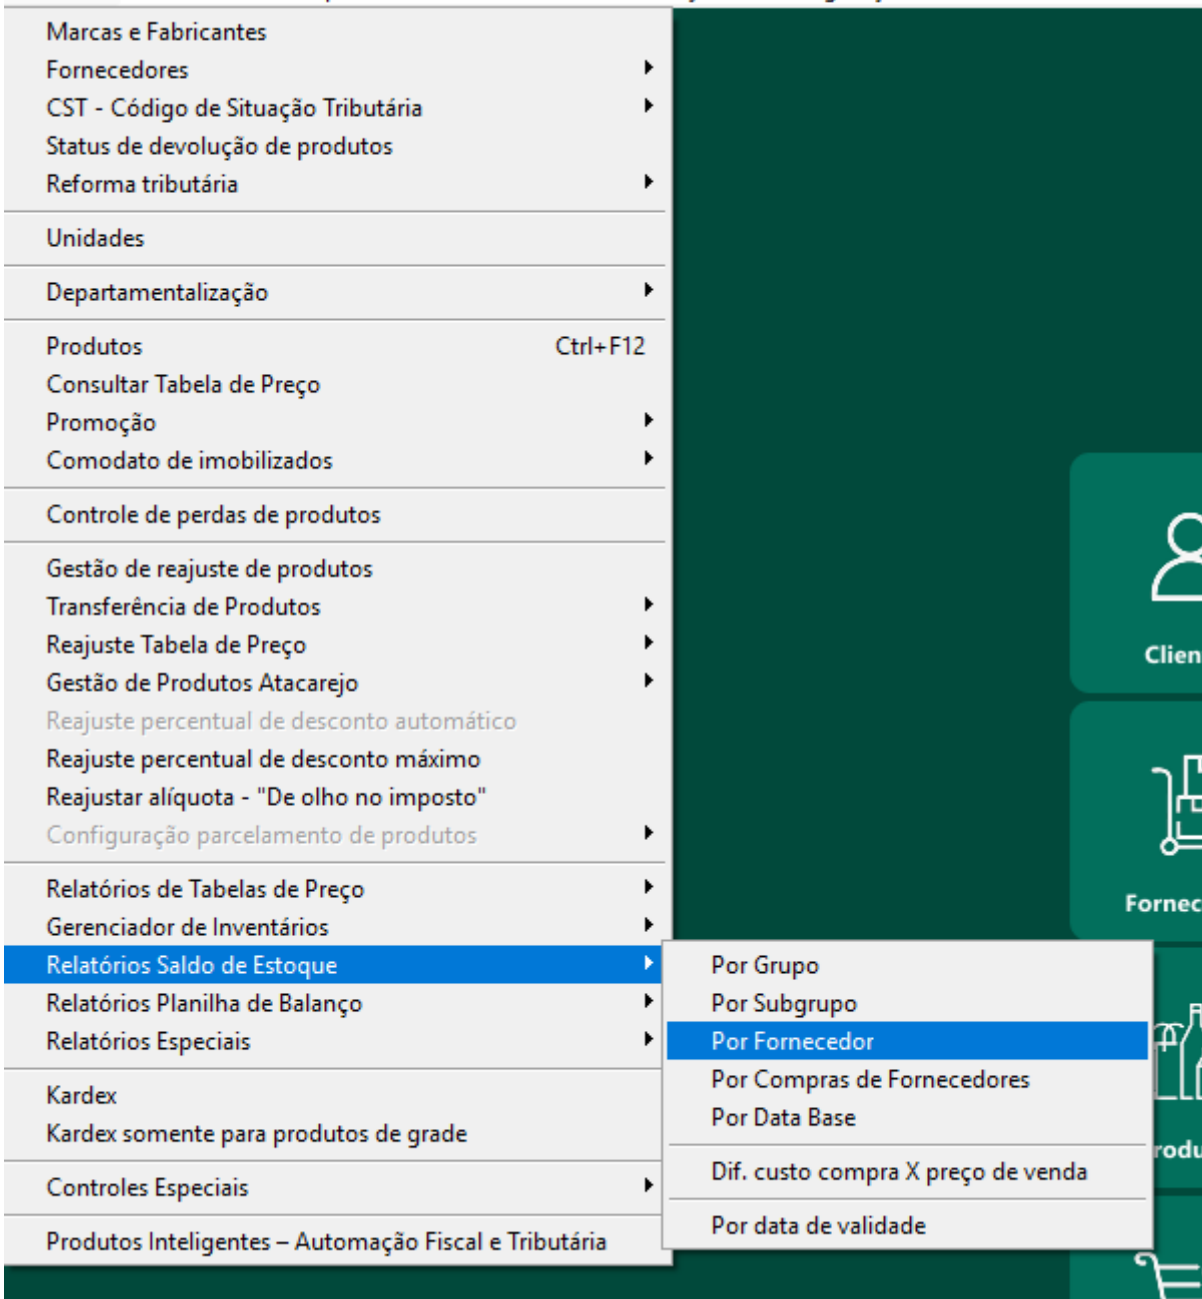 Marcas e Fabricantes
Fornecedores
CST - Código de Situação Tributária
Status de devolução de produtos
Reforma tributária
Unidades
Departamentalização
Produtos Ctrl+F12
Consultar Tabela de Preço
Promoção
Comodato de imobilizados
Controle de perdas de produtos
Gestão de reajuste de produtos
Transferência de Produtos
Reajuste Tabela de Preço
Gestão de Produtos Atacarejo
Reajuste percentual de desconto automático
Reajuste percentual de desconto máximo
Reajustar alíquota - "De olho no imposto"
Configuração parcelamento de produtos
Relatórios de Tabelas de Preço
Gerenciador de Inventários
Relatórios Saldo de Estoque
Relatórios Planilha de Balanço
Relatórios Especiais
Kardex
Kardex somente para produtos de grade
Controles Especiais
Produtos Inteligentes – Automação Fiscal e Tributária
Por Grupo
Por Subgrupo
Por Fornecedor
Por Compras de Fornecedores
Por Data Base
Dif. custo compra X preço de venda
Por data de validade
Clien
Fornec
rodu